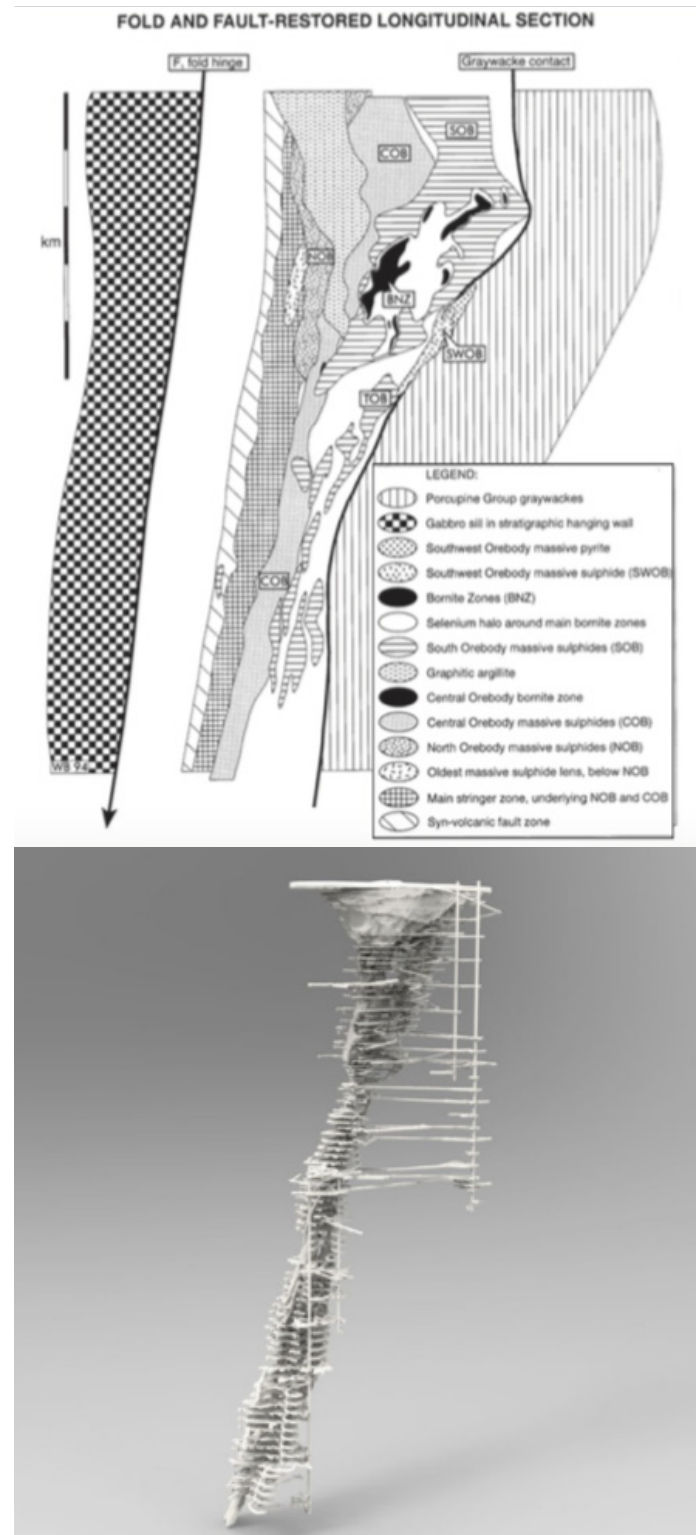 FOLD AND FAULT-RESTORED LONGITUDINAL SECTION
F, fold hinge
Graywacke contact
SOB
COB
km
NOB
BNZ
SWOB
TOB
COB
LEGEND:
Porcupine Group graywackes
Gabbro sill in stratigraphic hanging wall
Southwest Orebody massive pyrite
Southwest Orebody massive sulphide (SWOB)
Bornite Zones (BNZ)
Selenium halo around main bornite zones
South Orebody massive sulphides (SOB)
Graphitic argillite
Central Orebody bornite zone
Central Orebody massive sulphides (COB)
North Orebody massive sulphides (NOB)
Oldest massive sulphide lens, below NOB
Main stringer zone, underlying NOB and COB
Syn-volcanic fault zone
WB 94